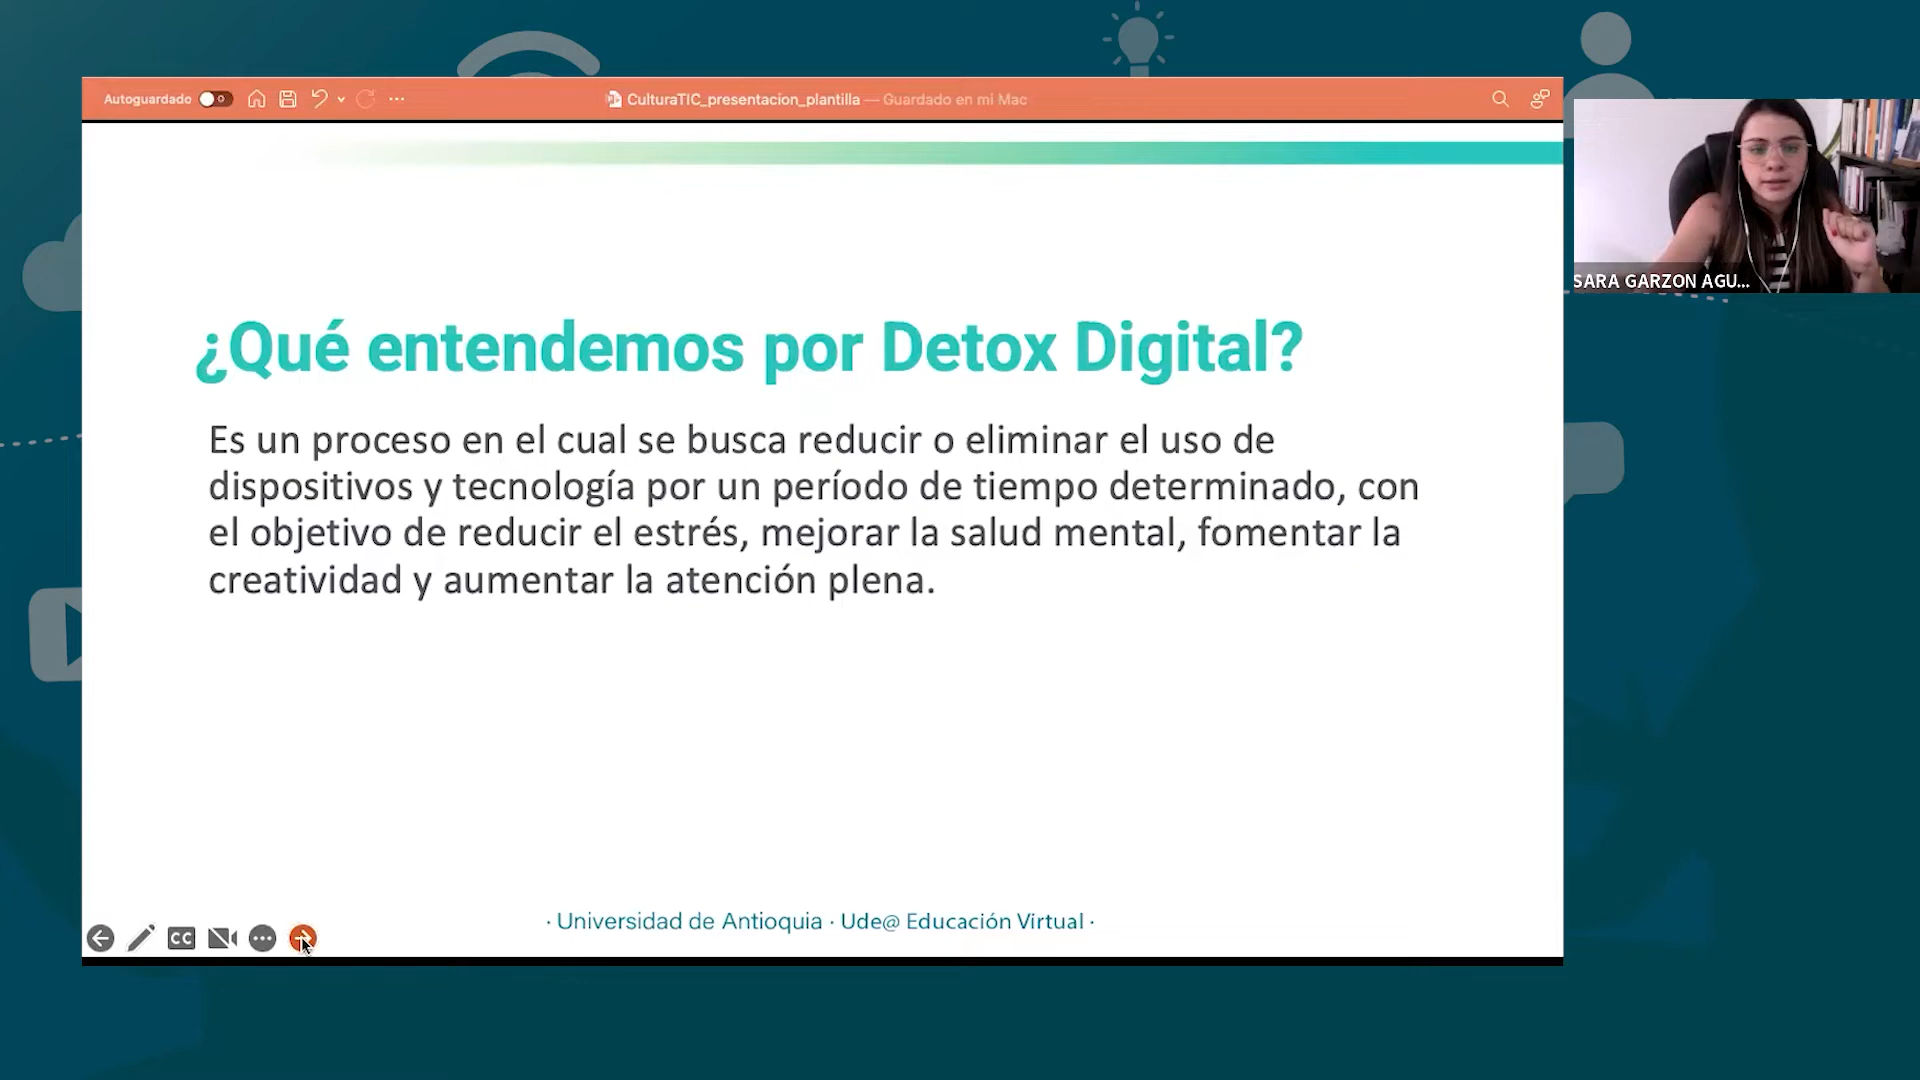 Autoguardado
CulturaTIC_presentacion_plantilla — Guardado en mi Mac
SARA GARZON AGU...
¿Qué entendemos por Detox Digital?
Es un proceso en el cual se busca reducir o eliminar el uso de
dispositivos y tecnología por un período de tiempo determinado, con
el objetivo de reducir el estrés, mejorar la salud mental, fomentar la
creatividad y aumentar la atención plena.
· Universidad de Antioquia · Ude@ Educación Virtual ·
CC